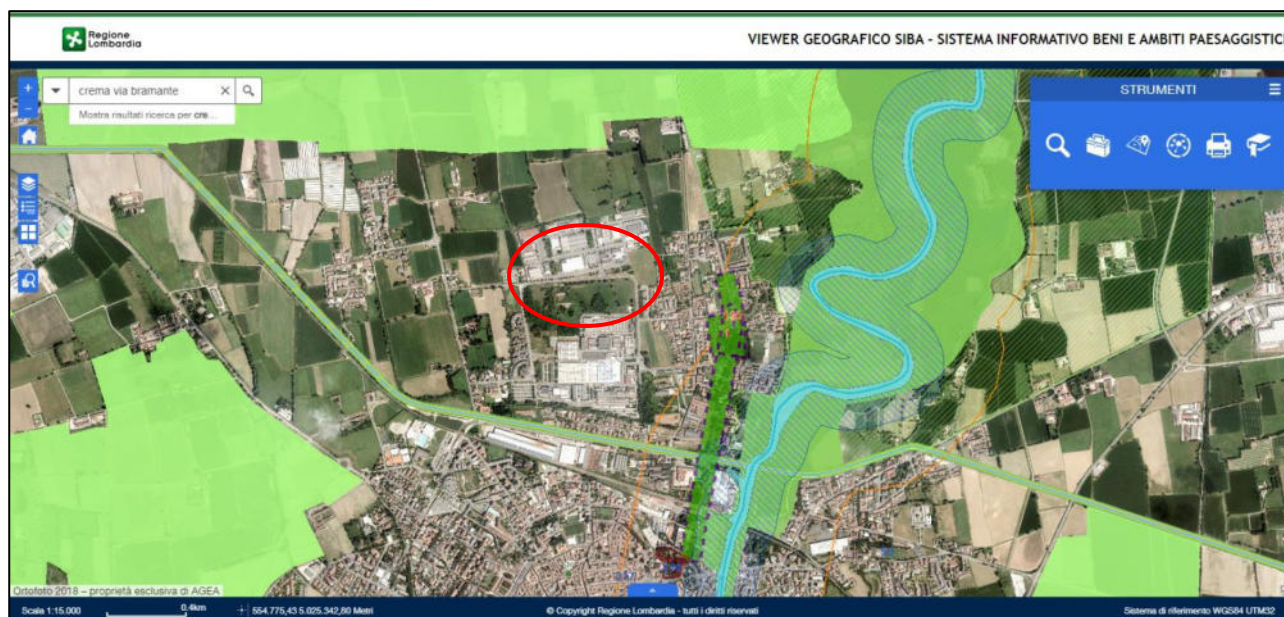 Regione
Lombardia
VIEWER GEOGRAFICO SIBA - SISTEMA INFORMATIVO BENI E AMBITI PAESAGGISTICI
crema via bramante
Mostra risultati ricerca per cre...
STRUMENTI
Ortofoto 2018 – proprietà esclusiva di AGEA
Scala 1:15.000
0.4km
554.775,43 5.025.342,80 Metri
© Copyright Regione Lombardia - tutti i diritti riservati
Sistema di riferimento WGS84 UTM32